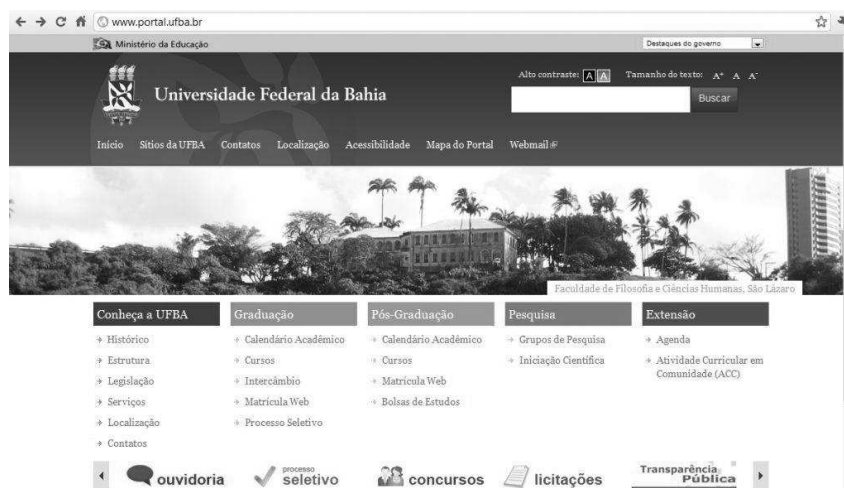 www.portal.ufba.br
Ministério da Educação
Destaques do governo
Alto contraste: A A Tamanho do texto: A+ A A-
Universidade Federal da Bahia
Buscar
Início Sítios da UFBA Contatos Localização Acessibilidade Mapa do Portal Webmail
Faculdade de Filosofia e Ciências Humanas, São Lázaro
Conheça a UFBA
Histórico
Estrutura
Legislação
Serviços
Localização
Contatos
Graduação
Calendário Acadêmico
Cursos
Intercâmbio
Matrícula Web
Processo Seletivo
Pós-Graduação
Calendário Acadêmico
Cursos
Matrícula Web
Bolsas de Estudos
Pesquisa
Grupos de Pesquisa
Iniciação Científica
Extensão
Agenda
Atividade Curricular em
Comunidade (ACC)
ouvidoria
processo
seletivo
concursos
licitações
Transparência
Pública